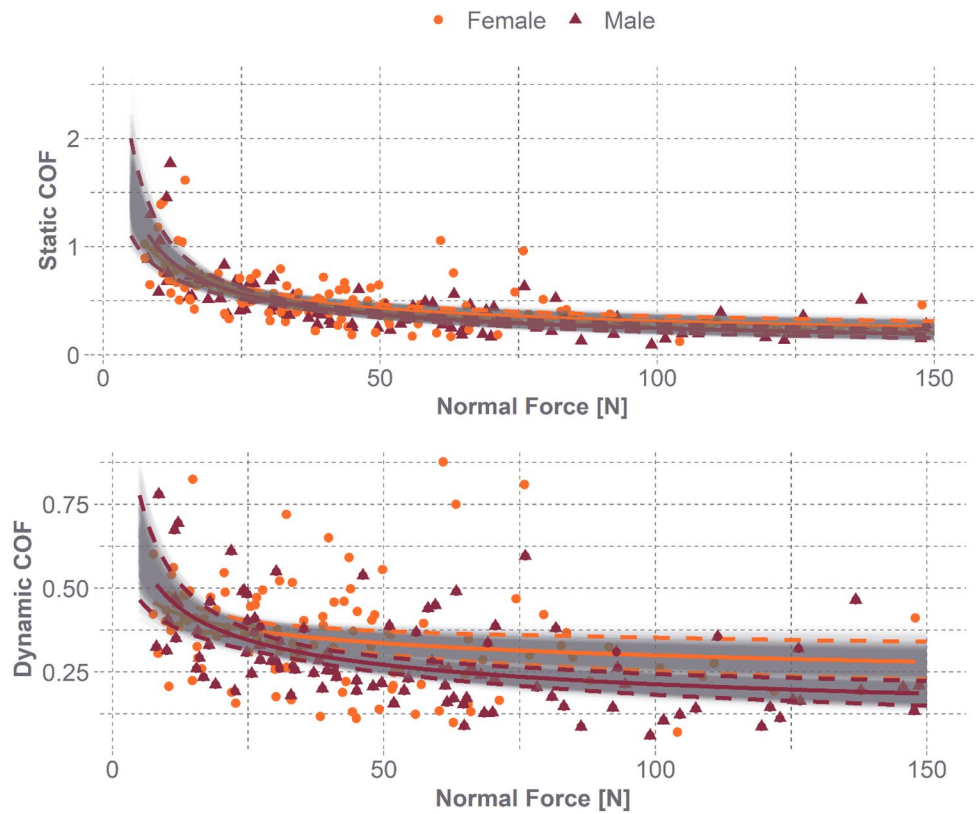 Female Male
2
1
0
Static COF
0 50 100 150
Normal Force [N]
0.75
0.50
0.25
Dynamic COF
0 50 100 150
Normal Force [N]